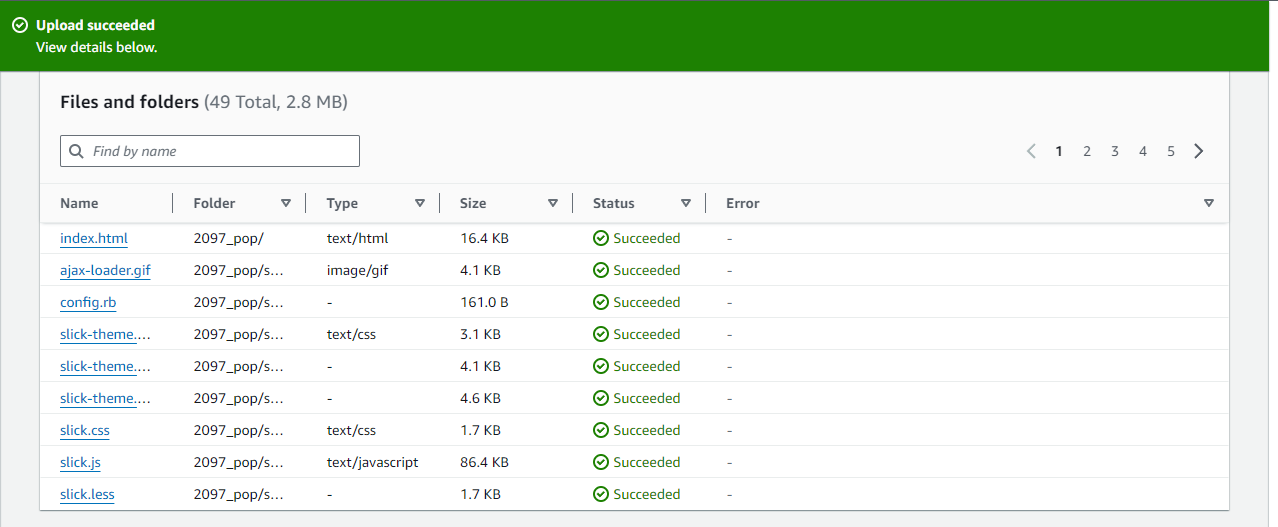 Upload succeeded
View details below.
Files and folders (49 Total, 2.8 MB)
Find by name
1 2 3 4 5
Name Folder Type Size Status Error
index.html 2097_pop/ text/html 16.4 KB Succeeded -
ajax-loader.gif 2097_pop/s... image/gif 4.1 KB Succeeded -
config.rb 2097_pop/s... - 161.0 B Succeeded -
slick-theme.... 2097_pop/s... text/css 3.1 KB Succeeded -
slick-theme.... 2097_pop/s... - 4.1 KB Succeeded -
slick-theme.... 2097_pop/s... - 4.6 KB Succeeded -
slick.css 2097_pop/s... text/css 1.7 KB Succeeded -
slick.js 2097_pop/s... text/javascript 86.4 KB Succeeded -
slick.less 2097_pop/s... - 1.7 KB Succeeded -